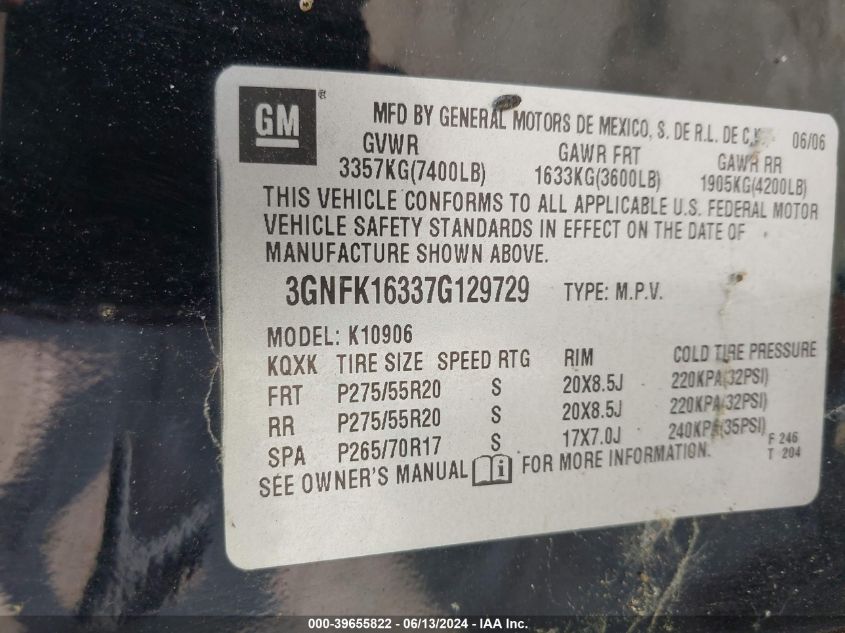 GM ®
MFD BY GENERAL MOTORS DE MEXICO, S. DE R.L. DE C.V. 06/06
GVWR GAWR FRT GAWR RR
3357KG(7400LB) 1633KG(3600LB) 1905KG(4200LB)
THIS VEHICLE CONFORMS TO ALL APPLICABLE U.S. FEDERAL MOTOR
VEHICLE SAFETY STANDARDS IN EFFECT ON THE DATE OF
MANUFACTURE SHOWN ABOVE.
3GNFK16337G129729 TYPE: M.P.V.
MODEL: K10906
KQXK TIRE SIZE SPEED RTG RIM COLD TIRE PRESSURE
FRT P275/55R20 S 20X8.5J 220KPA(32PSI)
RR P275/55R20 S 20X8.5J 220KPA(32PSI)
SPA P265/70R17 S 17X7.0J 240KPA(35PSI)
F 246
T 204
SEE OWNER'S MANUAL i FOR MORE INFORMATION.
000-39655822 - 06/13/2024 - IAA Inc.